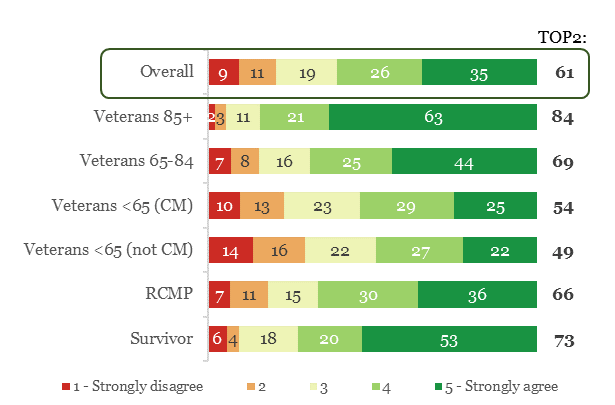 TOP2:
Overall 9 11 19 26 35 61
Veterans 85+ 2 3 11 21 63 84
Veterans 65-84 7 8 16 25 44 69
Veterans <65 (CM) 10 13 23 29 25 54
Veterans <65 (not CM) 14 16 22 27 22 49
RCMP 7 11 15 30 36 66
Survivor 6 4 18 20 53 73
1 - Strongly disagree 2 3 4 5 - Strongly agree